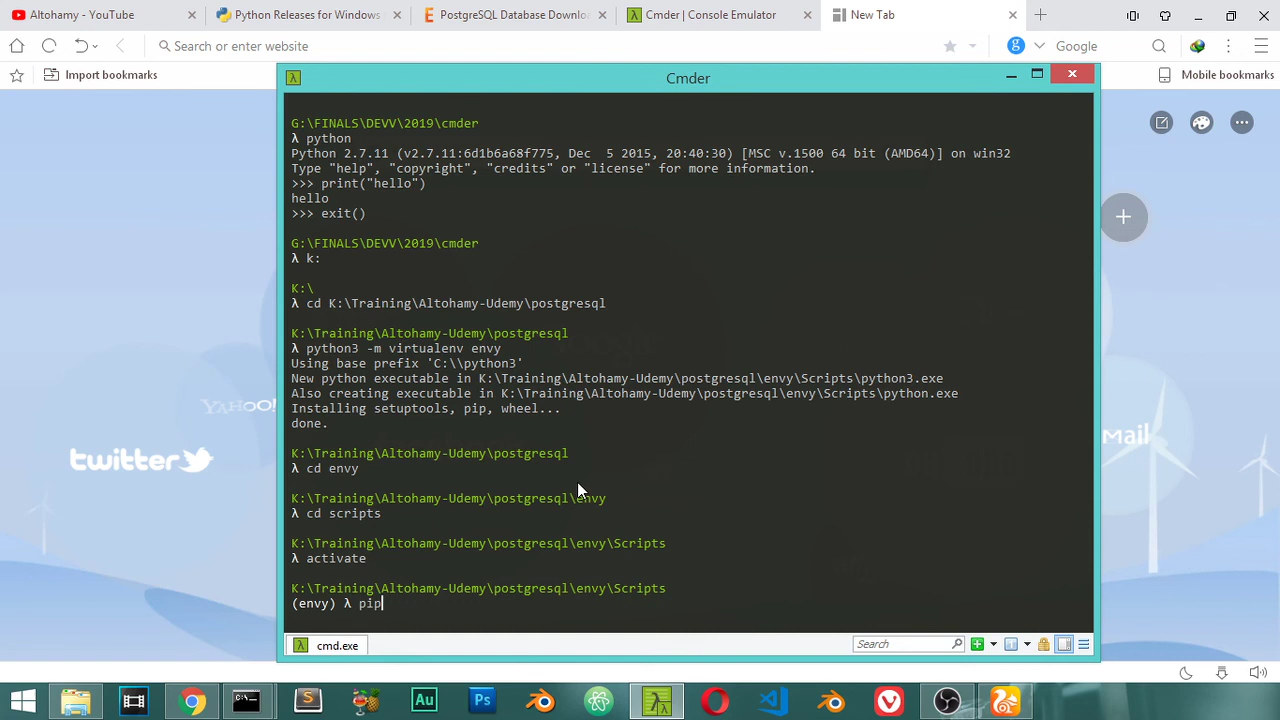 Altohamy - YouTube
Python Releases for Windows
PostgreSQL Database Downloa
Cmder | Console Emulator
New Tab
Search or enter website
Google
Import bookmarks
Mobile bookmarks
Cmder
G:\FINALS\DEVV\2019\cmder
λ python
Python 2.7.11 (v2.7.11:6d1b6a68f775, Dec  5 2015, 20:40:30) [MSC v.1500 64 bit (AMD64)] on win32
Type "help", "copyright", "credits" or "license" for more information.
>>> print("hello")
hello
>>> exit()
G:\FINALS\DEVV\2019\cmder
λ k:
K:\
λ cd K:\Training\Altohamy-Udemy\postgresql
K:\Training\Altohamy-Udemy\postgresql
λ python3 -m virtualenv envy
Using base prefix 'C:\\python3'
New python executable in K:\Training\Altohamy-Udemy\postgresql\envy\Scripts\python3.exe
Also creating executable in K:\Training\Altohamy-Udemy\postgresql\envy\Scripts\python.exe
Installing setuptools, pip, wheel...
done.
K:\Training\Altohamy-Udemy\postgresql
λ cd envy
K:\Training\Altohamy-Udemy\postgresql\envy
λ cd scripts
K:\Training\Altohamy-Udemy\postgresql\envy\Scripts
λ activate
K:\Training\Altohamy-Udemy\postgresql\envy\Scripts
(envy) λ pip
YAHOO!
twitter
mail
cmd.exe
Search
Au
Ps